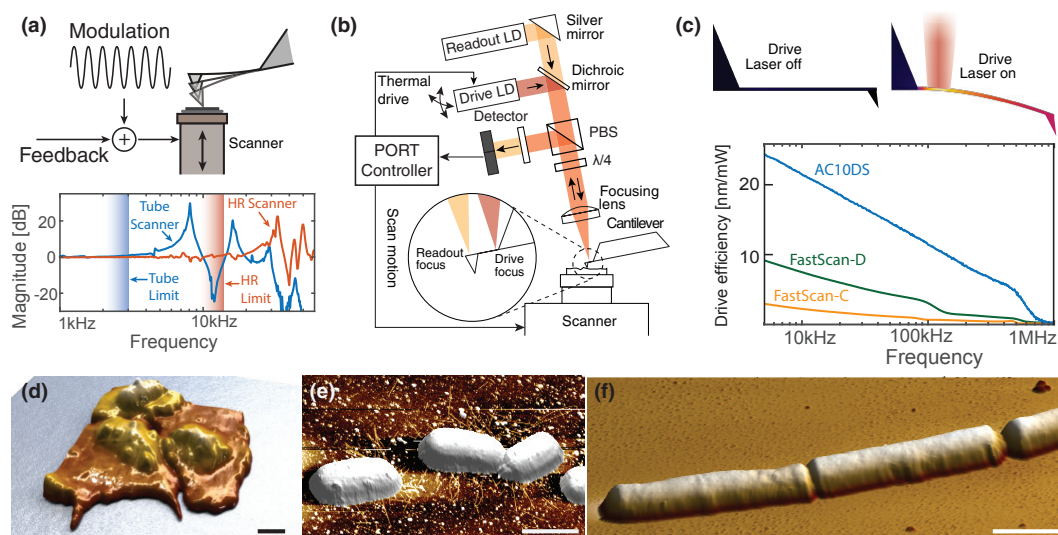 (a)
Modulation
+
Feedback
Scanner
Magnitude [dB]
20
0
-20
Tube
Scanner
HR Scanner
Tube
Limit
HR
Limit
1kHz
10kHz
Frequency
(b)
Silver
mirror
Readout LD
Dichroic
mirror
Thermal
drive
Drive LD
Detector
PBS
PORT
Controller
λ/4
Focusing
lens
Cantilever
Scan motion
Readout
focus
Drive
focus
Scanner
(c)
Drive
Laser off
Drive
Laser on
Drive efficiency [nm/mW]
20
10
AC10DS
FastScan-D
FastScan-C
10kHz
100kHz
1MHz
Frequency
(d)
(e)
(f)